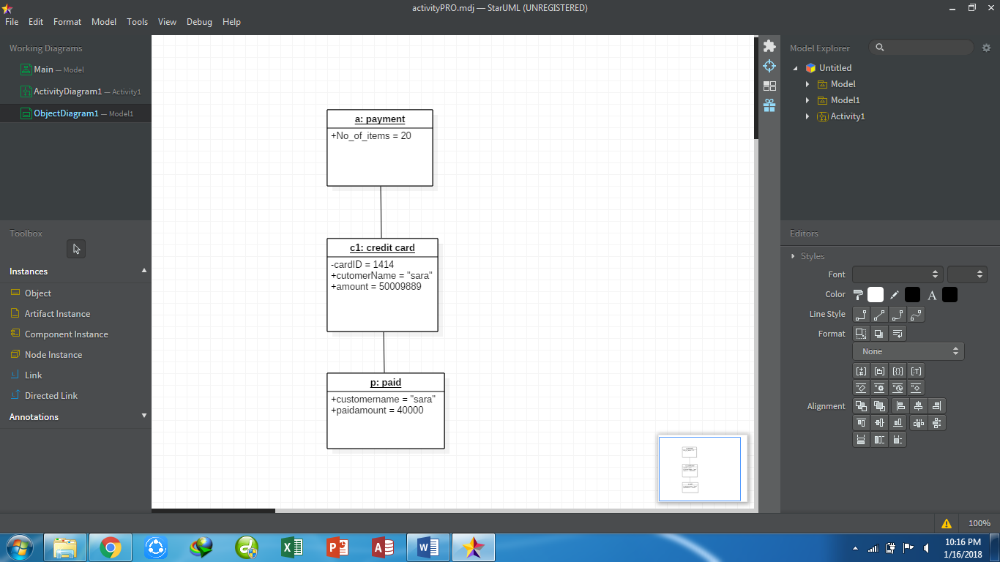 activityPRO.mdj — StarUML (UNREGISTERED)
File Edit Format Model Tools View Debug Help
Working Diagrams
Main — Model
ActivityDiagram1 — Activity1
ObjectDiagram1 — Model1
Toolbox
Instances
Object
Artifact Instance
Component Instance
Node Instance
Link
Directed Link
Annotations
a: payment
+No_of_items = 20
c1: credit card
-cardID = 1414
+cutomerName = "sara"
+amount = 50009889
p: paid
+customername = "sara"
+paidamount = 40000
Model Explorer
Untitled
Model
Model1
Activity1
Editors
Styles
Font
Color
A
Line Style
Format
None
Alignment
100%
10:16 PM
1/16/2018